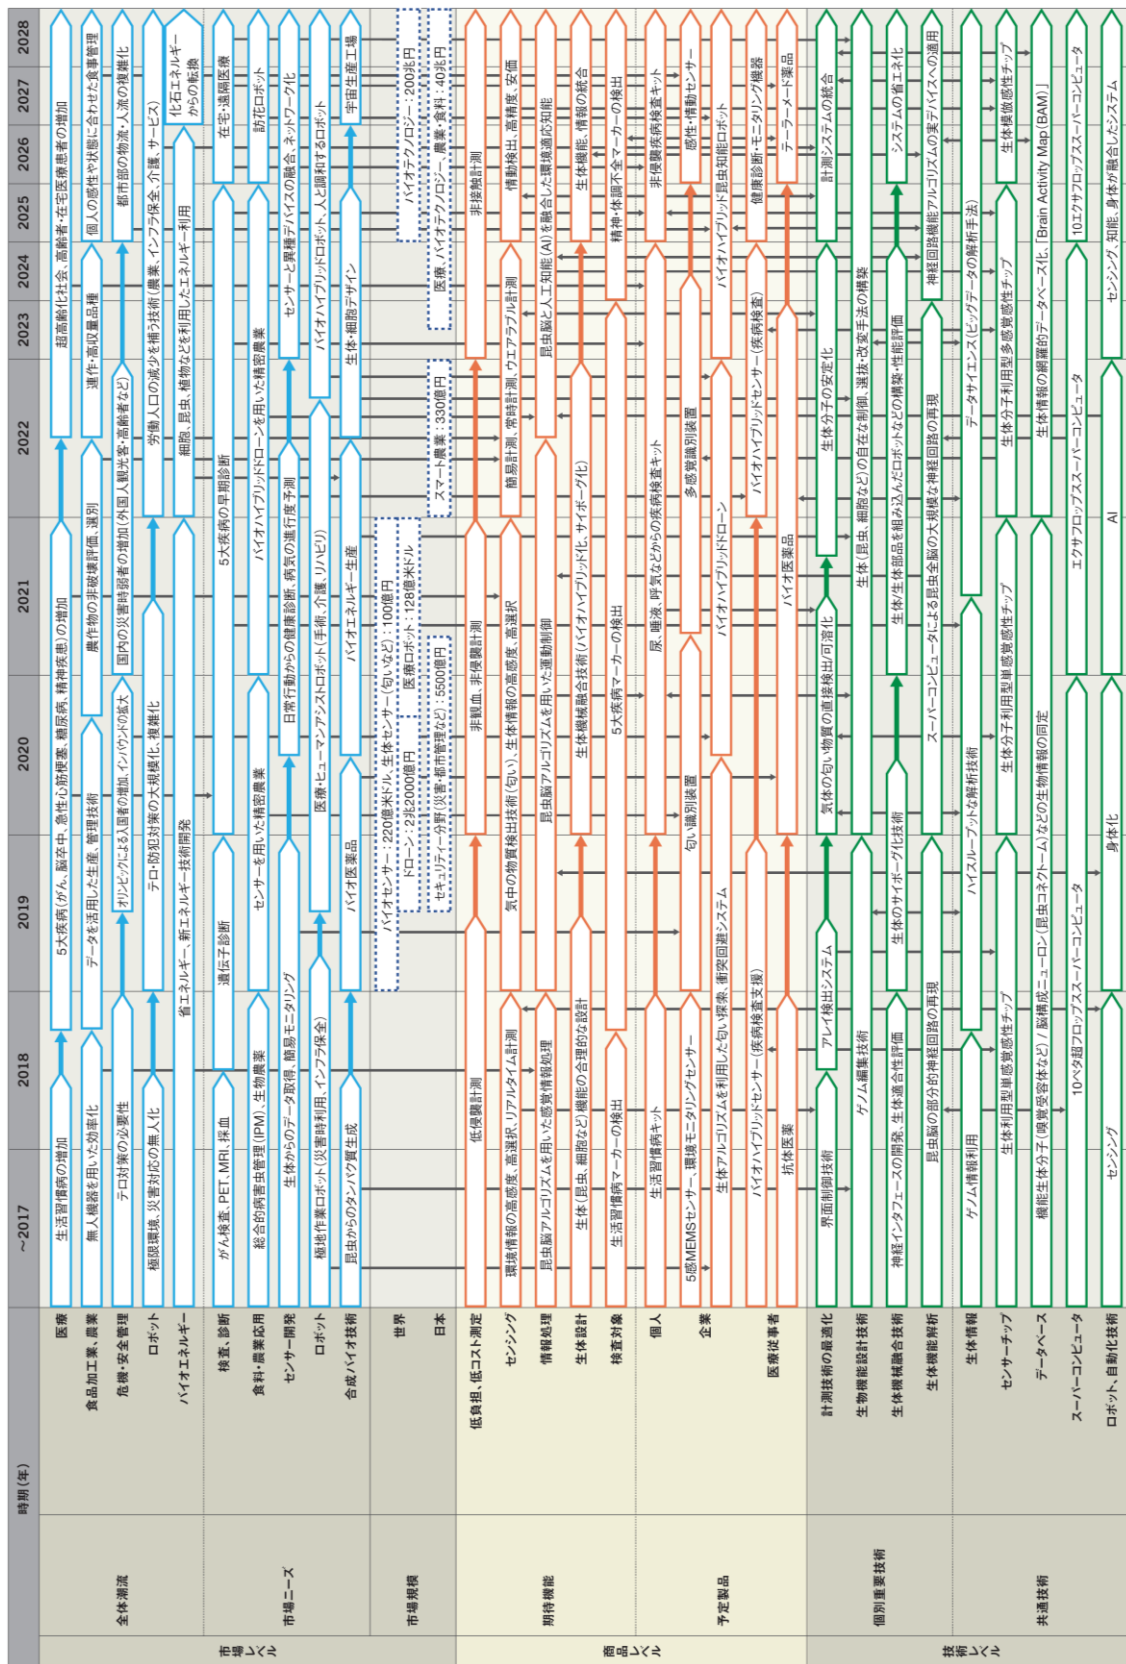 時期(年)
~2017
2018
2019
2020
2021
2022
2023
2024
2025
2026
2027
2028
市場レベル
全体潮流
医療
生活習慣病の増加
5大疾病(がん、脳卒中、急性心筋梗塞、糖尿病、精神疾患)の増加
超高齢化社会、高齢者・在宅医療患者の増加
食品加工業、農業
無人機器を用いた効率化
データを活用した生産、管理技術
農作物の非破壊評価、選別
連作・高収量品種
個人の感性や状態に合わせた食事管理
危機・安全管理
テロ対策の必要性
オリンピックによる入国者の増加、インバウンドの拡大
国内の災害時弱者の増加(外国人観光客・高齢者など)
都市部の物流・人流の複雑化
ロボット
極限環境、災害対応の無人化
テロ・防犯対策の大規模化、複雑化
労働人口の減少を補う技術(農業、インフラ保全、介護、サービス)
バイオエネルギー
省エネルギー、新エネルギー技術開発
細胞、昆虫、植物などを利用したエネルギー利用
化石エネルギー
からの転換
市場ニーズ
検査、診断
がん検査、PET、MRI、採血
遺伝子診断
5大疾病の早期診断
在宅・遠隔医療
食料・農業応用
総合的病害虫管理(IPM)、生物農薬
センサーを用いた精密農業
バイオハイブリッドドローンを用いた精密農業
訪花ロボット
センサー開発
生体からのデータ取得、簡易モニタリング
日常行動からの健康診断、病気の進行度予測
センサーと異種デバイスの融合、ネットワーク化
ロボット
極地作業ロボット(災害時利用、インフラ保全)
医療・ヒューマンアシストロボット(手術、介護、リハビリ)
バイオハイブリッドロボット、人と調和するロボット
合成バイオ技術
昆虫からのタンパク質生成
バイオ医薬品
バイオエネルギー生産
生体・細胞デザイン
宇宙生産工場
市場規模
世界
バイオセンサー:220億米ドル、生体センサー(匂いなど):100億円
ドローン:2兆2000億円
医療ロボット:128億米ドル
バイオテクノロジー:200兆円
日本
セキュリティー分野(災害・都市管理など):5500億円
スマート農業:330億円
医療、バイオテクノロジー、農業・食料:40兆円
商品レベル
期待機能
低負担、低コスト測定
低侵襲計測
非観血、非侵襲計測
非接触計測
センシング
環境情報の高感度、高選択、リアルタイム計測
気中の物質検出技術(匂い)、生体情報の高感度、高選択
簡易計測、常時計測、ウエアラブル計測
情動検出、高精度、安価
情報処理
昆虫脳アルゴリズムを用いた感覚情報処理
昆虫脳アルゴリズムを用いた運動制御
昆虫脳と人工知能(AI)を融合した環境適応知能
生体設計
生体(昆虫、細胞など)機能の合理的な設計
生体機械融合技術(バイオハイブリッド化、サイボーグ化)
生体機能、情報の統合
検査対象
生活習慣病マーカーの検出
5大疾病マーカーの検出
精神・体調不全マーカーの検出
予定製品
個人
生活習慣病キット
尿、唾液、呼気などからの疾病検査キット
非侵襲疾病検査キット
企業
5感MEMSセンサー、環境モニタリングセンサー
匂い識別装置
多感覚識別装置
感性・情動センサー
生体アルゴリズムを利用した匂い探索、衝突回避システム
バイオハイブリッドドローン
バイオハイブリッド昆虫知能ロボット
医療従事者
バイオハイブリッドセンサー(疾病検査支援)
バイオハイブリッドセンサー(疾病検査)
健康診断・モニタリング機器
抗体医薬
バイオ医薬品
テーラーメード薬品
技術レベル
個別重要技術
計測技術の最適化
界面制御技術
アレイ検出システム
気体の匂い物質の直接検出/可溶化
生体分子の安定化
計測システムの統合
生物機能設計技術
ゲノム編集技術
生体(昆虫、細胞など)の自在な制御、選抜・改変手法の構築
生体機械融合技術
神経インタフェースの開発、生体適合性評価
生体のサイボーグ化技術
生体/生体部品を組み込んだロボットなどの構築・性能評価
システムの省エネ化
生体機能解析
昆虫脳の部分的神経回路の再現
スーパーコンピュータによる昆虫全脳の大規模な神経回路の再現
神経回路機能アルゴリズムの実デバイスへの適用
共通技術
生体情報
ゲノム情報利用
ハイスループットな解析技術
データサイエンス(ビッグデータの解析手法)
センサーチップ
生体利用型単感覚感性チップ
生体分子利用型単感覚感性チップ
生体分子利用型多感覚感性チップ
生体模倣感性チップ
データベース
機能生体分子(嗅覚受容体など)/脳構成ニューロン(昆虫コネクトーム)などの生物情報の同定
生体情報の網羅的データベース化、「Brain Activity Map(BAM)」
スーパーコンピュータ
10ペタ超フロップススーパーコンピュータ
エクサフロップススーパーコンピュータ
10エクサフロップススーパーコンピュータ
ロボット、自動化技術
センシング
身体化
AI
センシング、知能、身体が融合したシステム